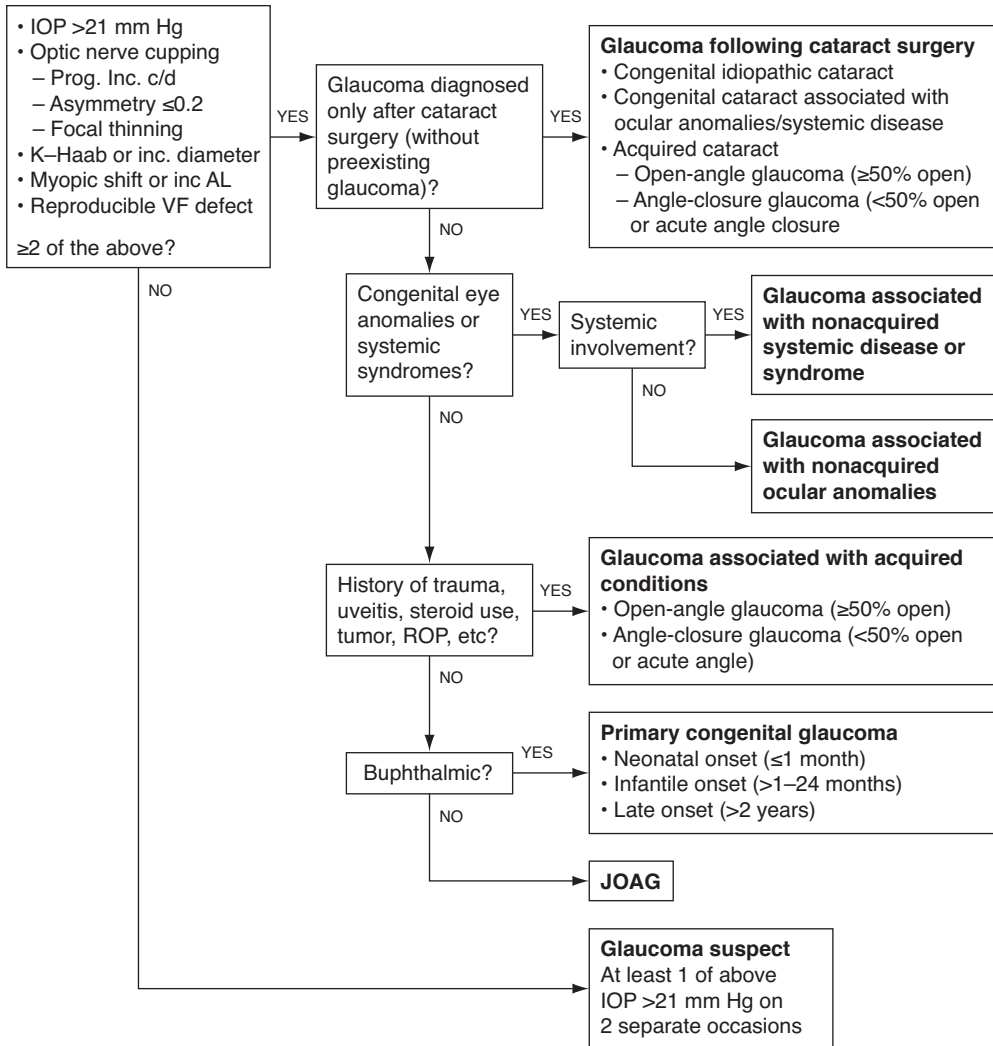 • IOP >21 mm Hg
• Optic nerve cupping
– Prog. Inc. c/d
– Asymmetry ≤0.2
– Focal thinning
• K–Haab or inc. diameter
• Myopic shift or inc AL
• Reproducible VF defect
≥2 of the above?
YES
NO
Glaucoma diagnosed
only after cataract
surgery (without
preexisting
glaucoma)?
YES
NO
Glaucoma following cataract surgery
• Congenital idiopathic cataract
• Congenital cataract associated with
ocular anomalies/systemic disease
• Acquired cataract
– Open-angle glaucoma (≥50% open)
– Angle-closure glaucoma (<50% open
or acute angle closure
Congenital eye
anomalies or
systemic
syndromes?
YES
NO
Systemic
involvement?
YES
NO
Glaucoma associated
with nonacquired
systemic disease or
syndrome
Glaucoma associated
with nonacquired
ocular anomalies
History of trauma,
uveitis, steroid use,
tumor, ROP, etc?
YES
NO
Glaucoma associated with acquired
conditions
• Open-angle glaucoma (≥50% open)
• Angle-closure glaucoma (<50% open
or acute angle)
Buphthalmic?
YES
NO
Primary congenital glaucoma
• Neonatal onset (≤1 month)
• Infantile onset (>1–24 months)
• Late onset (>2 years)
JOAG
Glaucoma suspect
At least 1 of above
IOP >21 mm Hg on
2 separate occasions